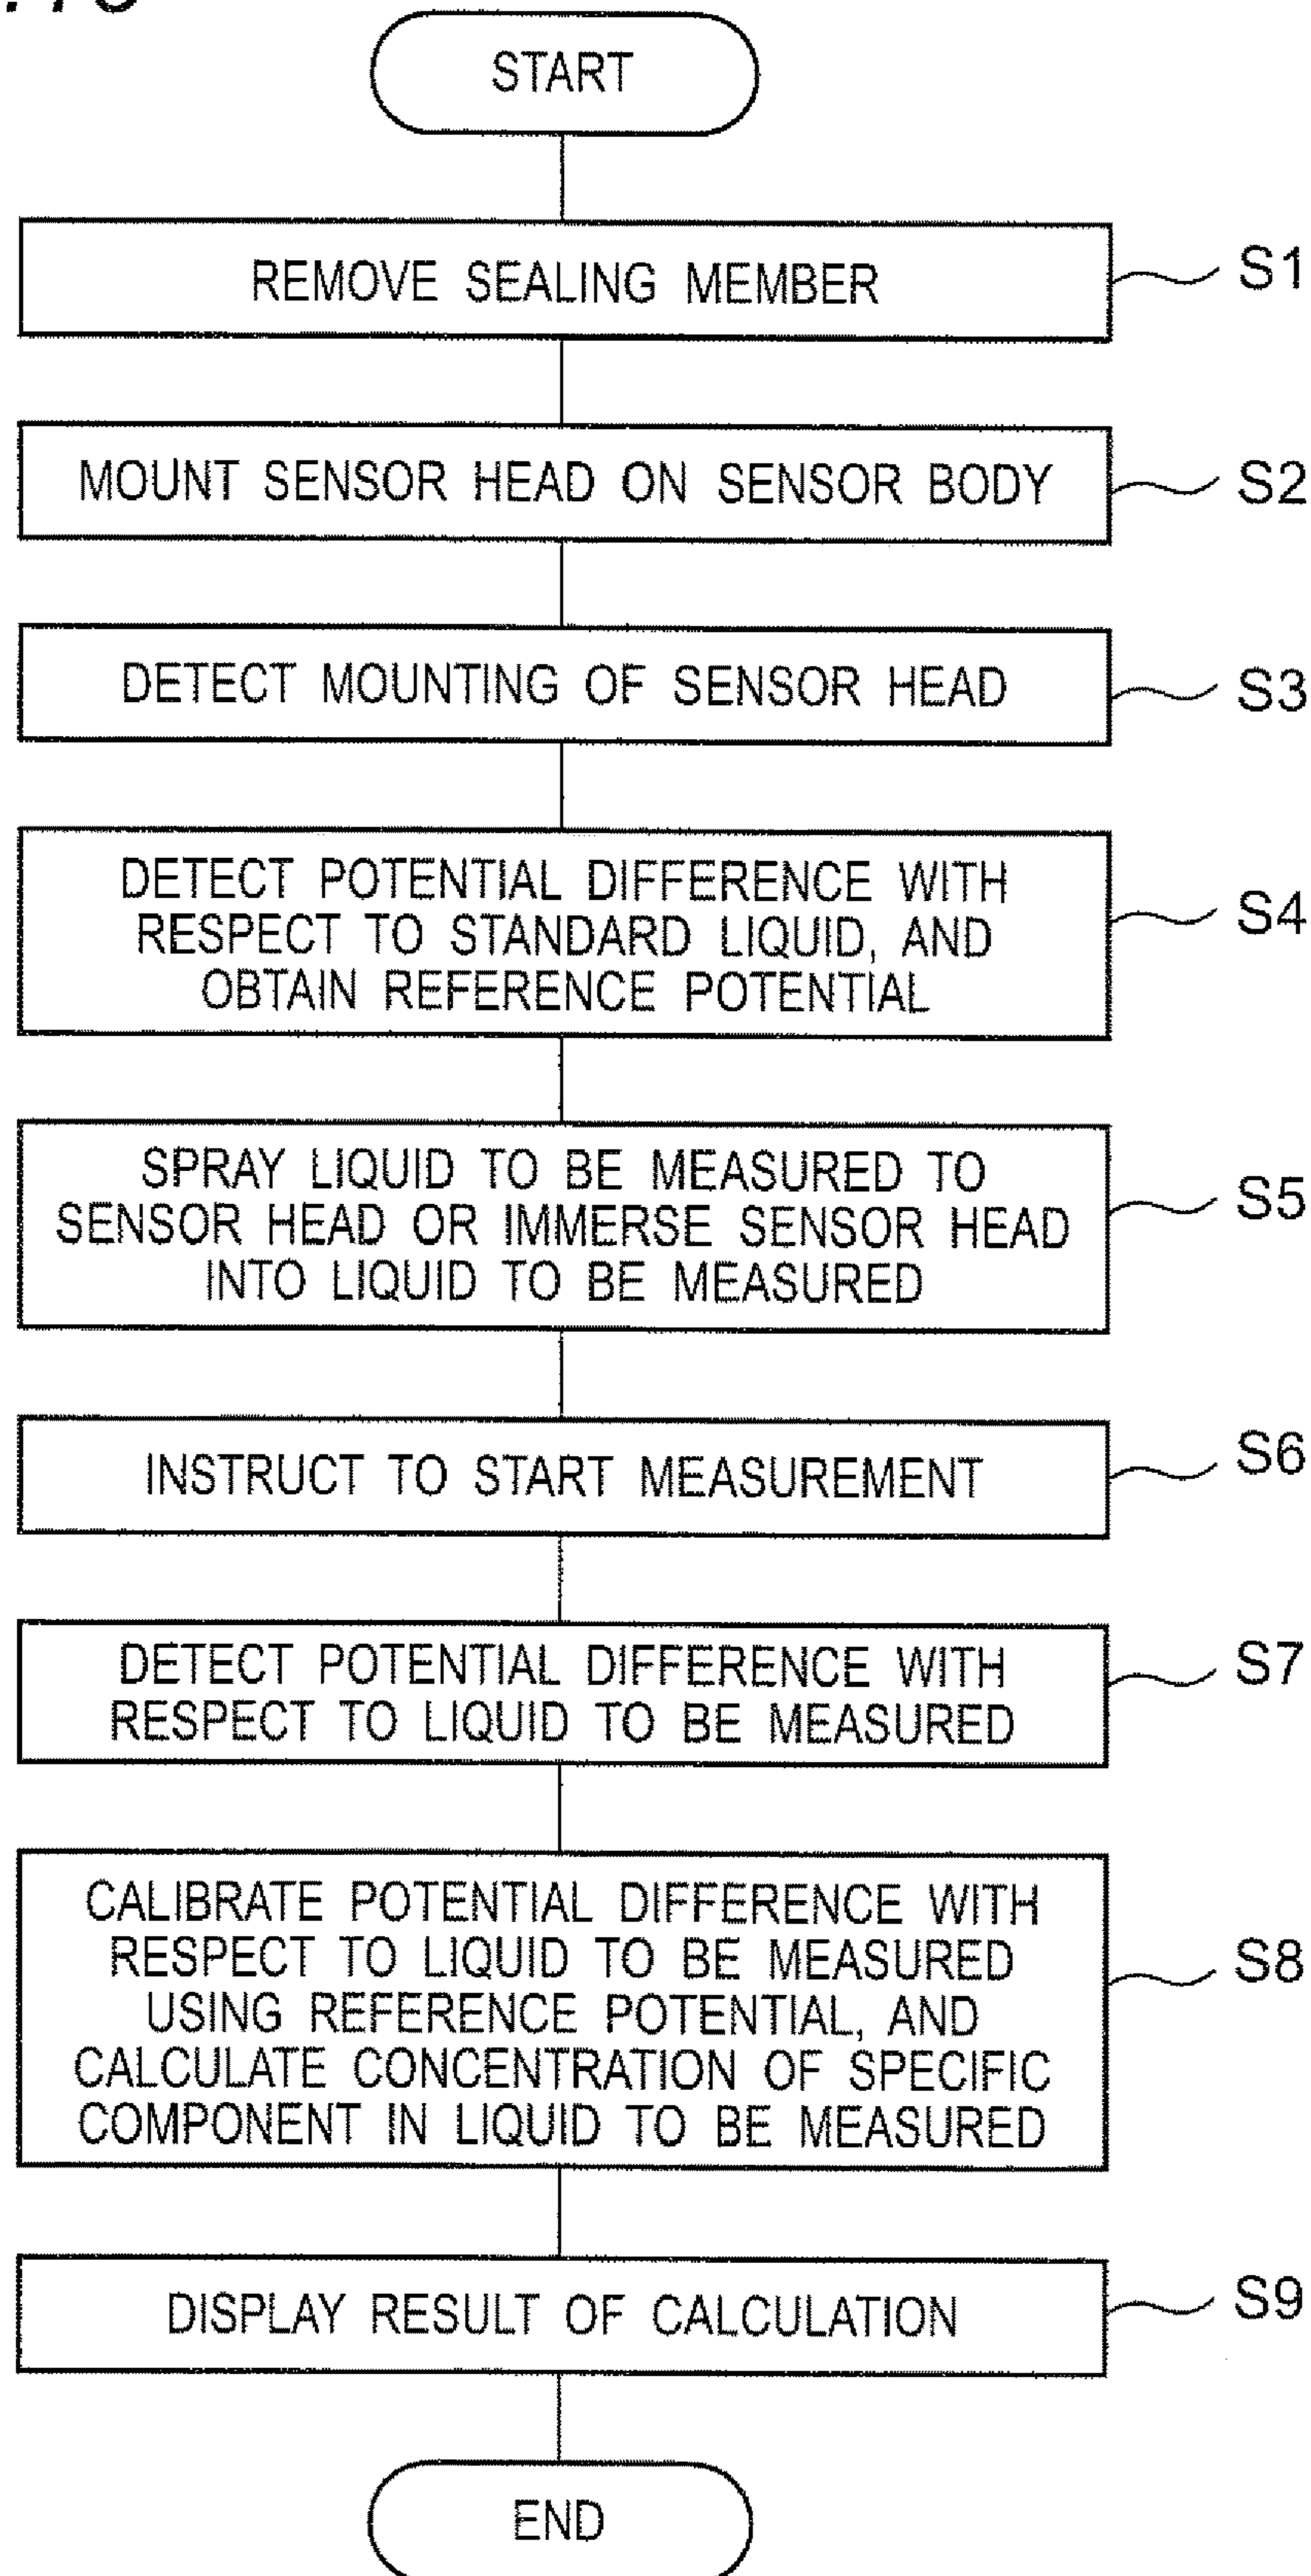 START
REMOVE SEALING MEMBER
S1
MOUNT SENSOR HEAD ON SENSOR BODY
S2
DETECT MOUNTING OF SENSOR HEAD
S3
DETECT POTENTIAL DIFFERENCE WITH
RESPECT TO STANDARD LIQUID, AND
OBTAIN REFERENCE POTENTIAL
S4
SPRAY LIQUID TO BE MEASURED TO
SENSOR HEAD OR IMMERSE SENSOR HEAD
INTO LIQUID TO BE MEASURED
S5
INSTRUCT TO START MEASUREMENT
S6
DETECT POTENTIAL DIFFERENCE WITH
RESPECT TO LIQUID TO BE MEASURED
S7
CALIBRATE POTENTIAL DIFFERENCE WITH
RESPECT TO LIQUID TO BE MEASURED
USING REFERENCE POTENTIAL, AND
CALCULATE CONCENTRATION OF SPECIFIC
COMPONENT IN LIQUID TO BE MEASURED
S8
DISPLAY RESULT OF CALCULATION
S9
END